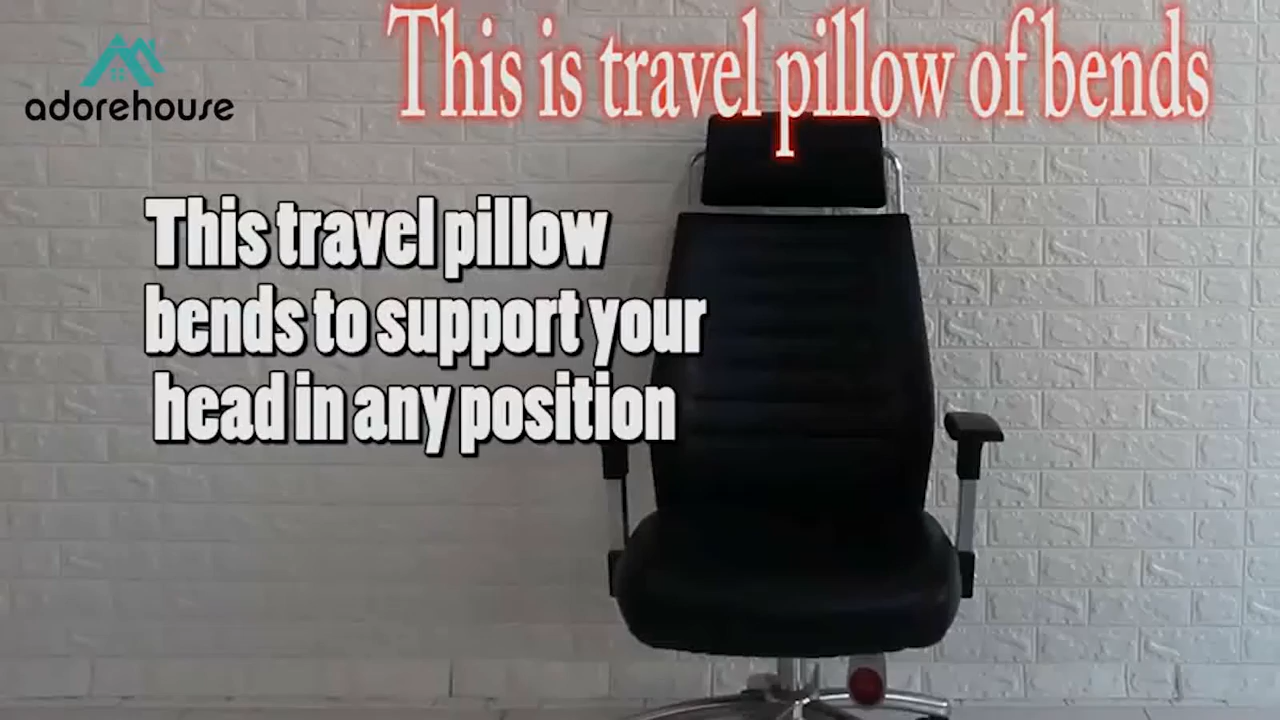 This is travel pillow of bends
adorehouse
This travel pillow
bends to support your
head in any position